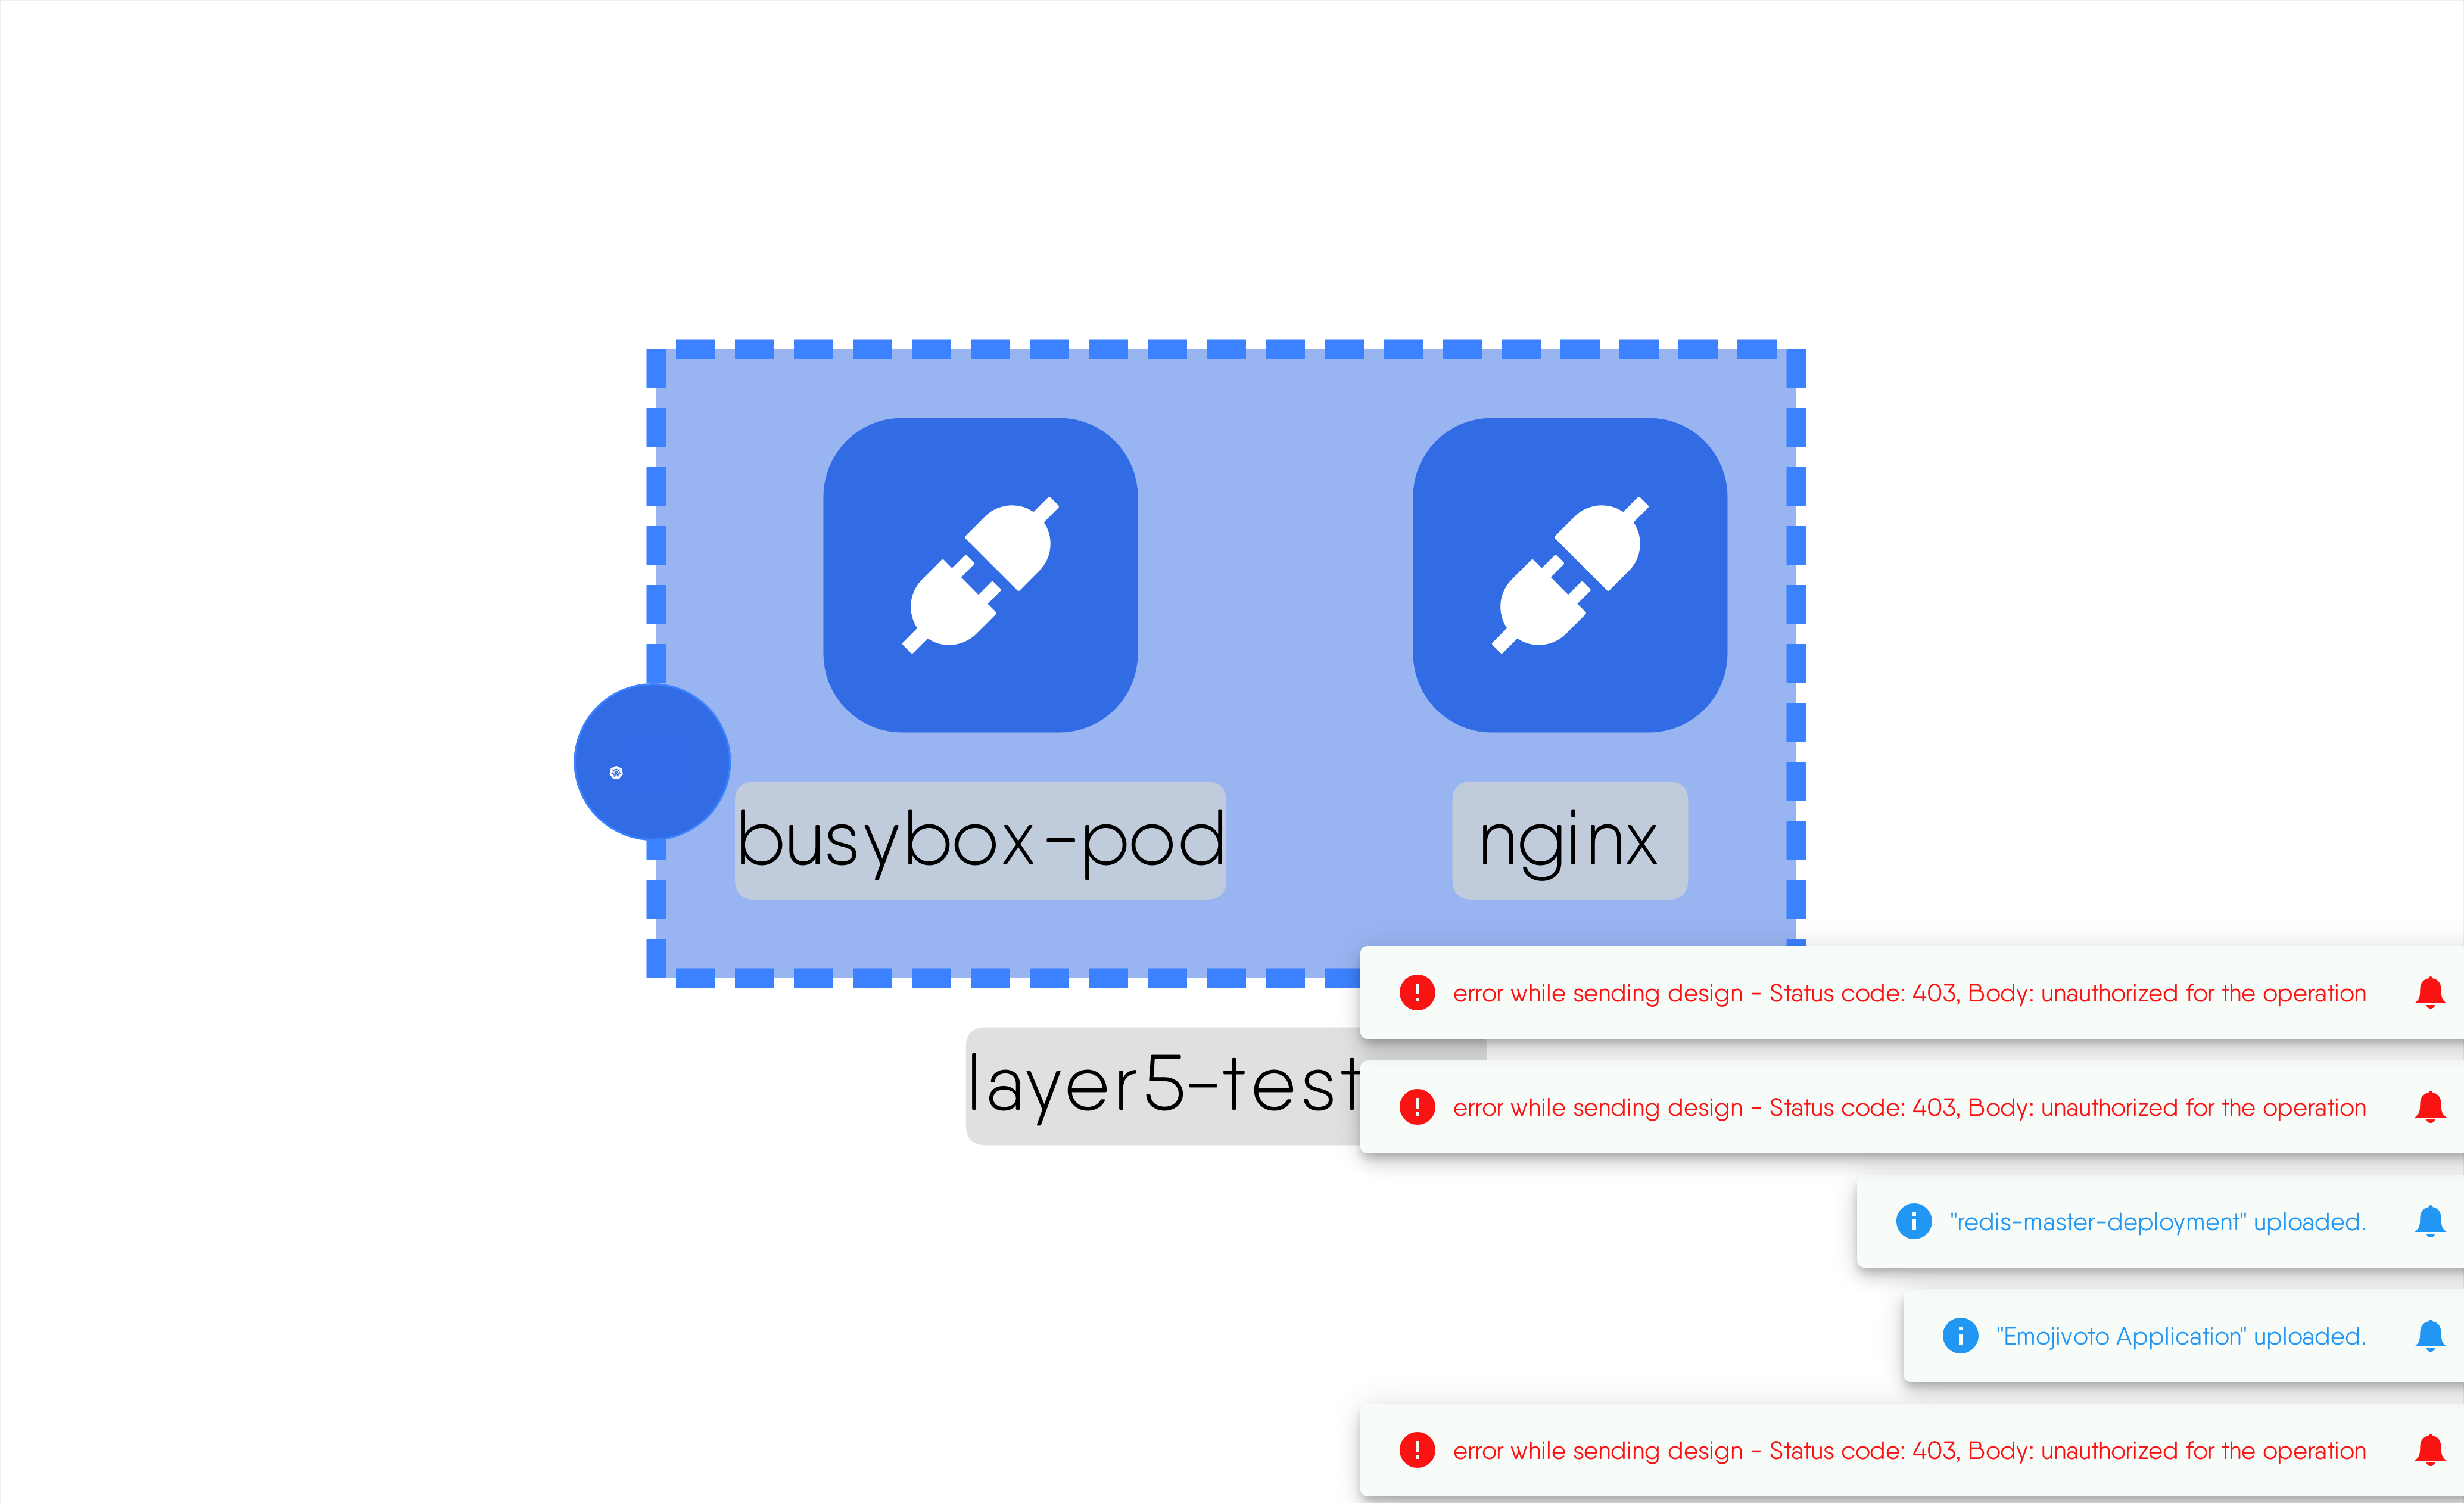 busybox-pod
nginx
error while sending design - Status code: 403, Body: unauthorized for the operation
layer5-test
error while sending design - Status code: 403, Body: unauthorized for the operation
"redis-master-deployment" uploaded.
"Emojivoto Application" uploaded.
error while sending design - Status code: 403, Body: unauthorized for the operation